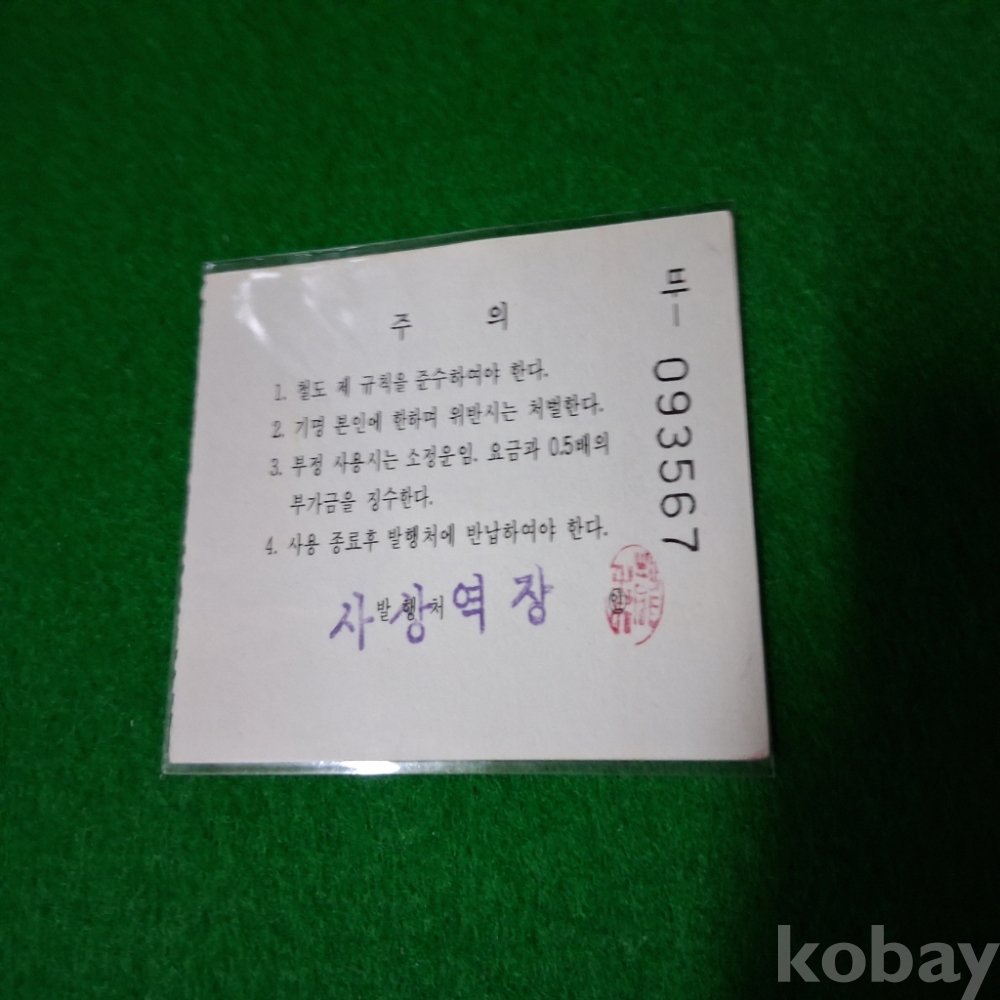 주 의
1. 철도 제 규칙을 준수하여야 한다.
2. 기명 본인에 한하며 위반시는 처벌한다.
3. 부정 사용시는 소정운임. 요금과 0.5배의
부가금을 징수한다.
4. 사용 종료후 발행처에 반납하여야 한다.
발행처
사상역장
인
바- 093567
kobay